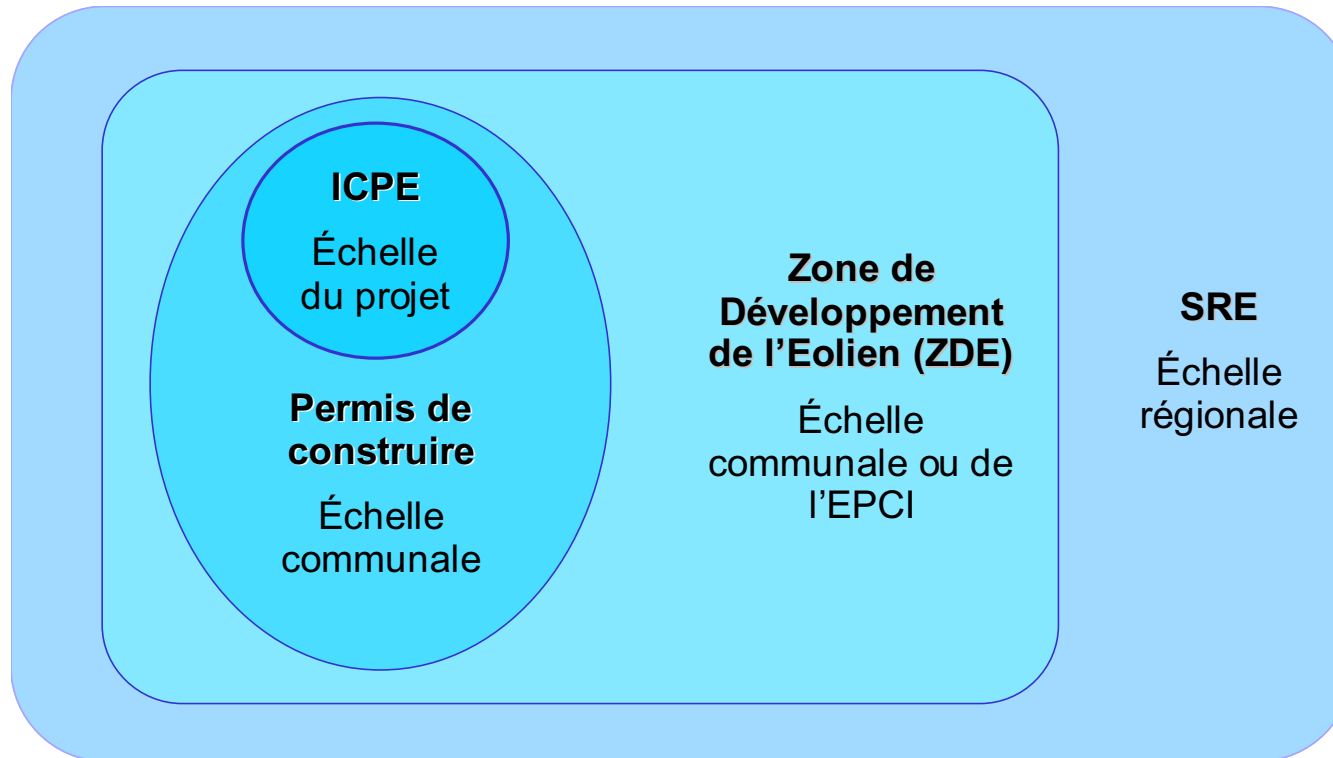 ICPE
Échelle
du projet
Permis de
construire
Échelle
communale
Zone de
Développement
de l’Eolien (ZDE)
Échelle
communale ou de
l’EPCI
SRE
Échelle
régionale